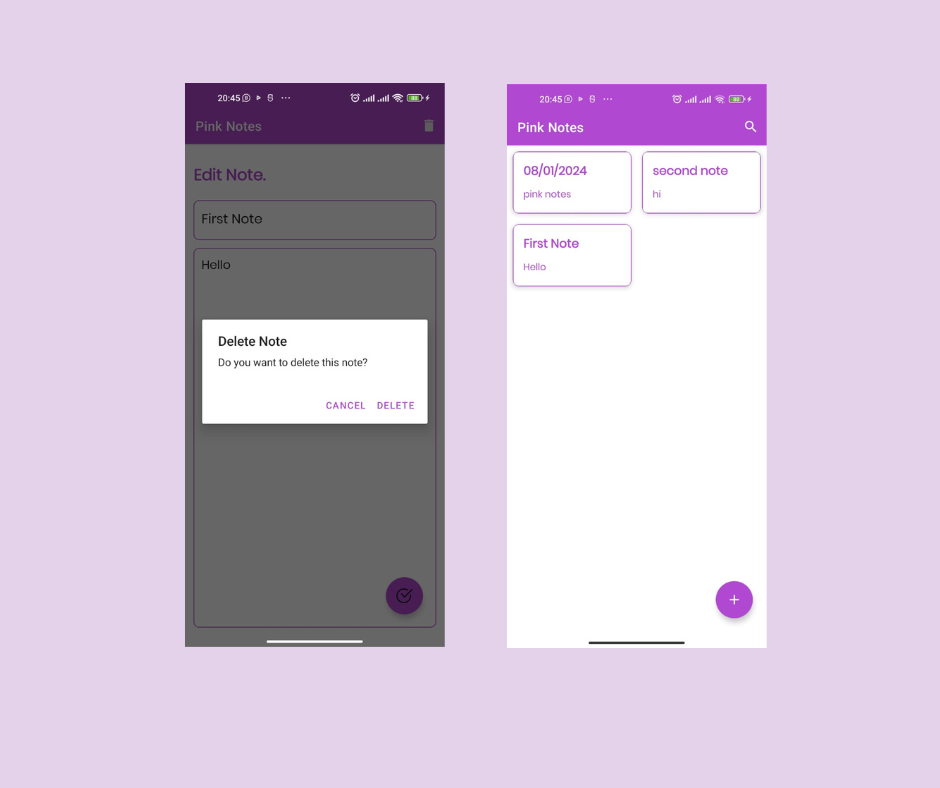 20:45
Pink Notes
Edit Note.
First Note
Hello
Delete Note
Do you want to delete this note?
CANCEL DELETE
20:45
Pink Notes
08/01/2024
pink notes
second note
hi
First Note
Hello